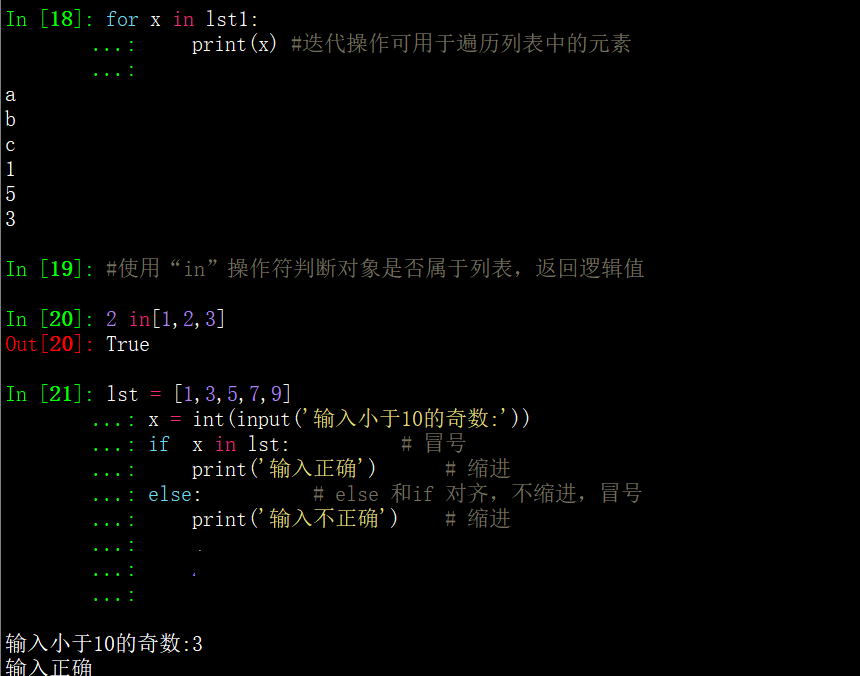 In [18]: for x in lst1:
...: print(x) #迭代操作可用于遍历列表中的元素
...:
a
b
c
1
5
3
In [19]: #使用“in”操作符判断对象是否属于列表，返回逻辑值
In [20]: 2 in[1,2,3]
Out[20]: True
In [21]: lst = [1,3,5,7,9]
...: x = int(input('输入小于10的奇数:'))
...: if  x in lst: # 冒号
...: print('输入正确') # 缩进
...: else: # else 和if 对齐，不缩进，冒号
...: print('输入不正确') # 缩进
...:
...:
...:
输入小于10的奇数:3
输入正确